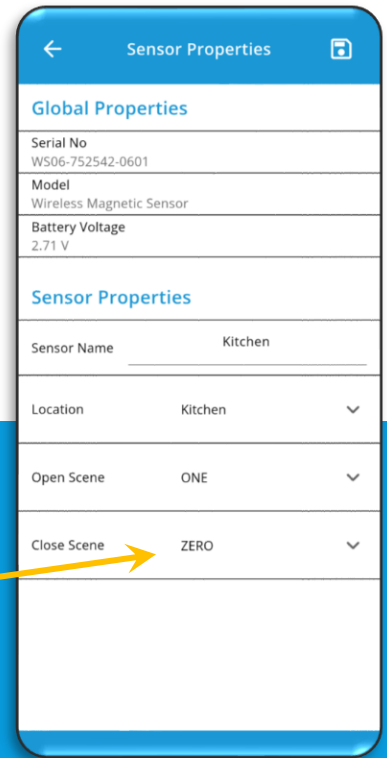 Sensor Properties
Global Properties
Serial No
WS06-752542-0601
Model
Wireless Magnetic Sensor
Battery Voltage
2.71 V
Sensor Properties
Sensor Name Kitchen
Location Kitchen
Open Scene ONE
Close Scene ZERO